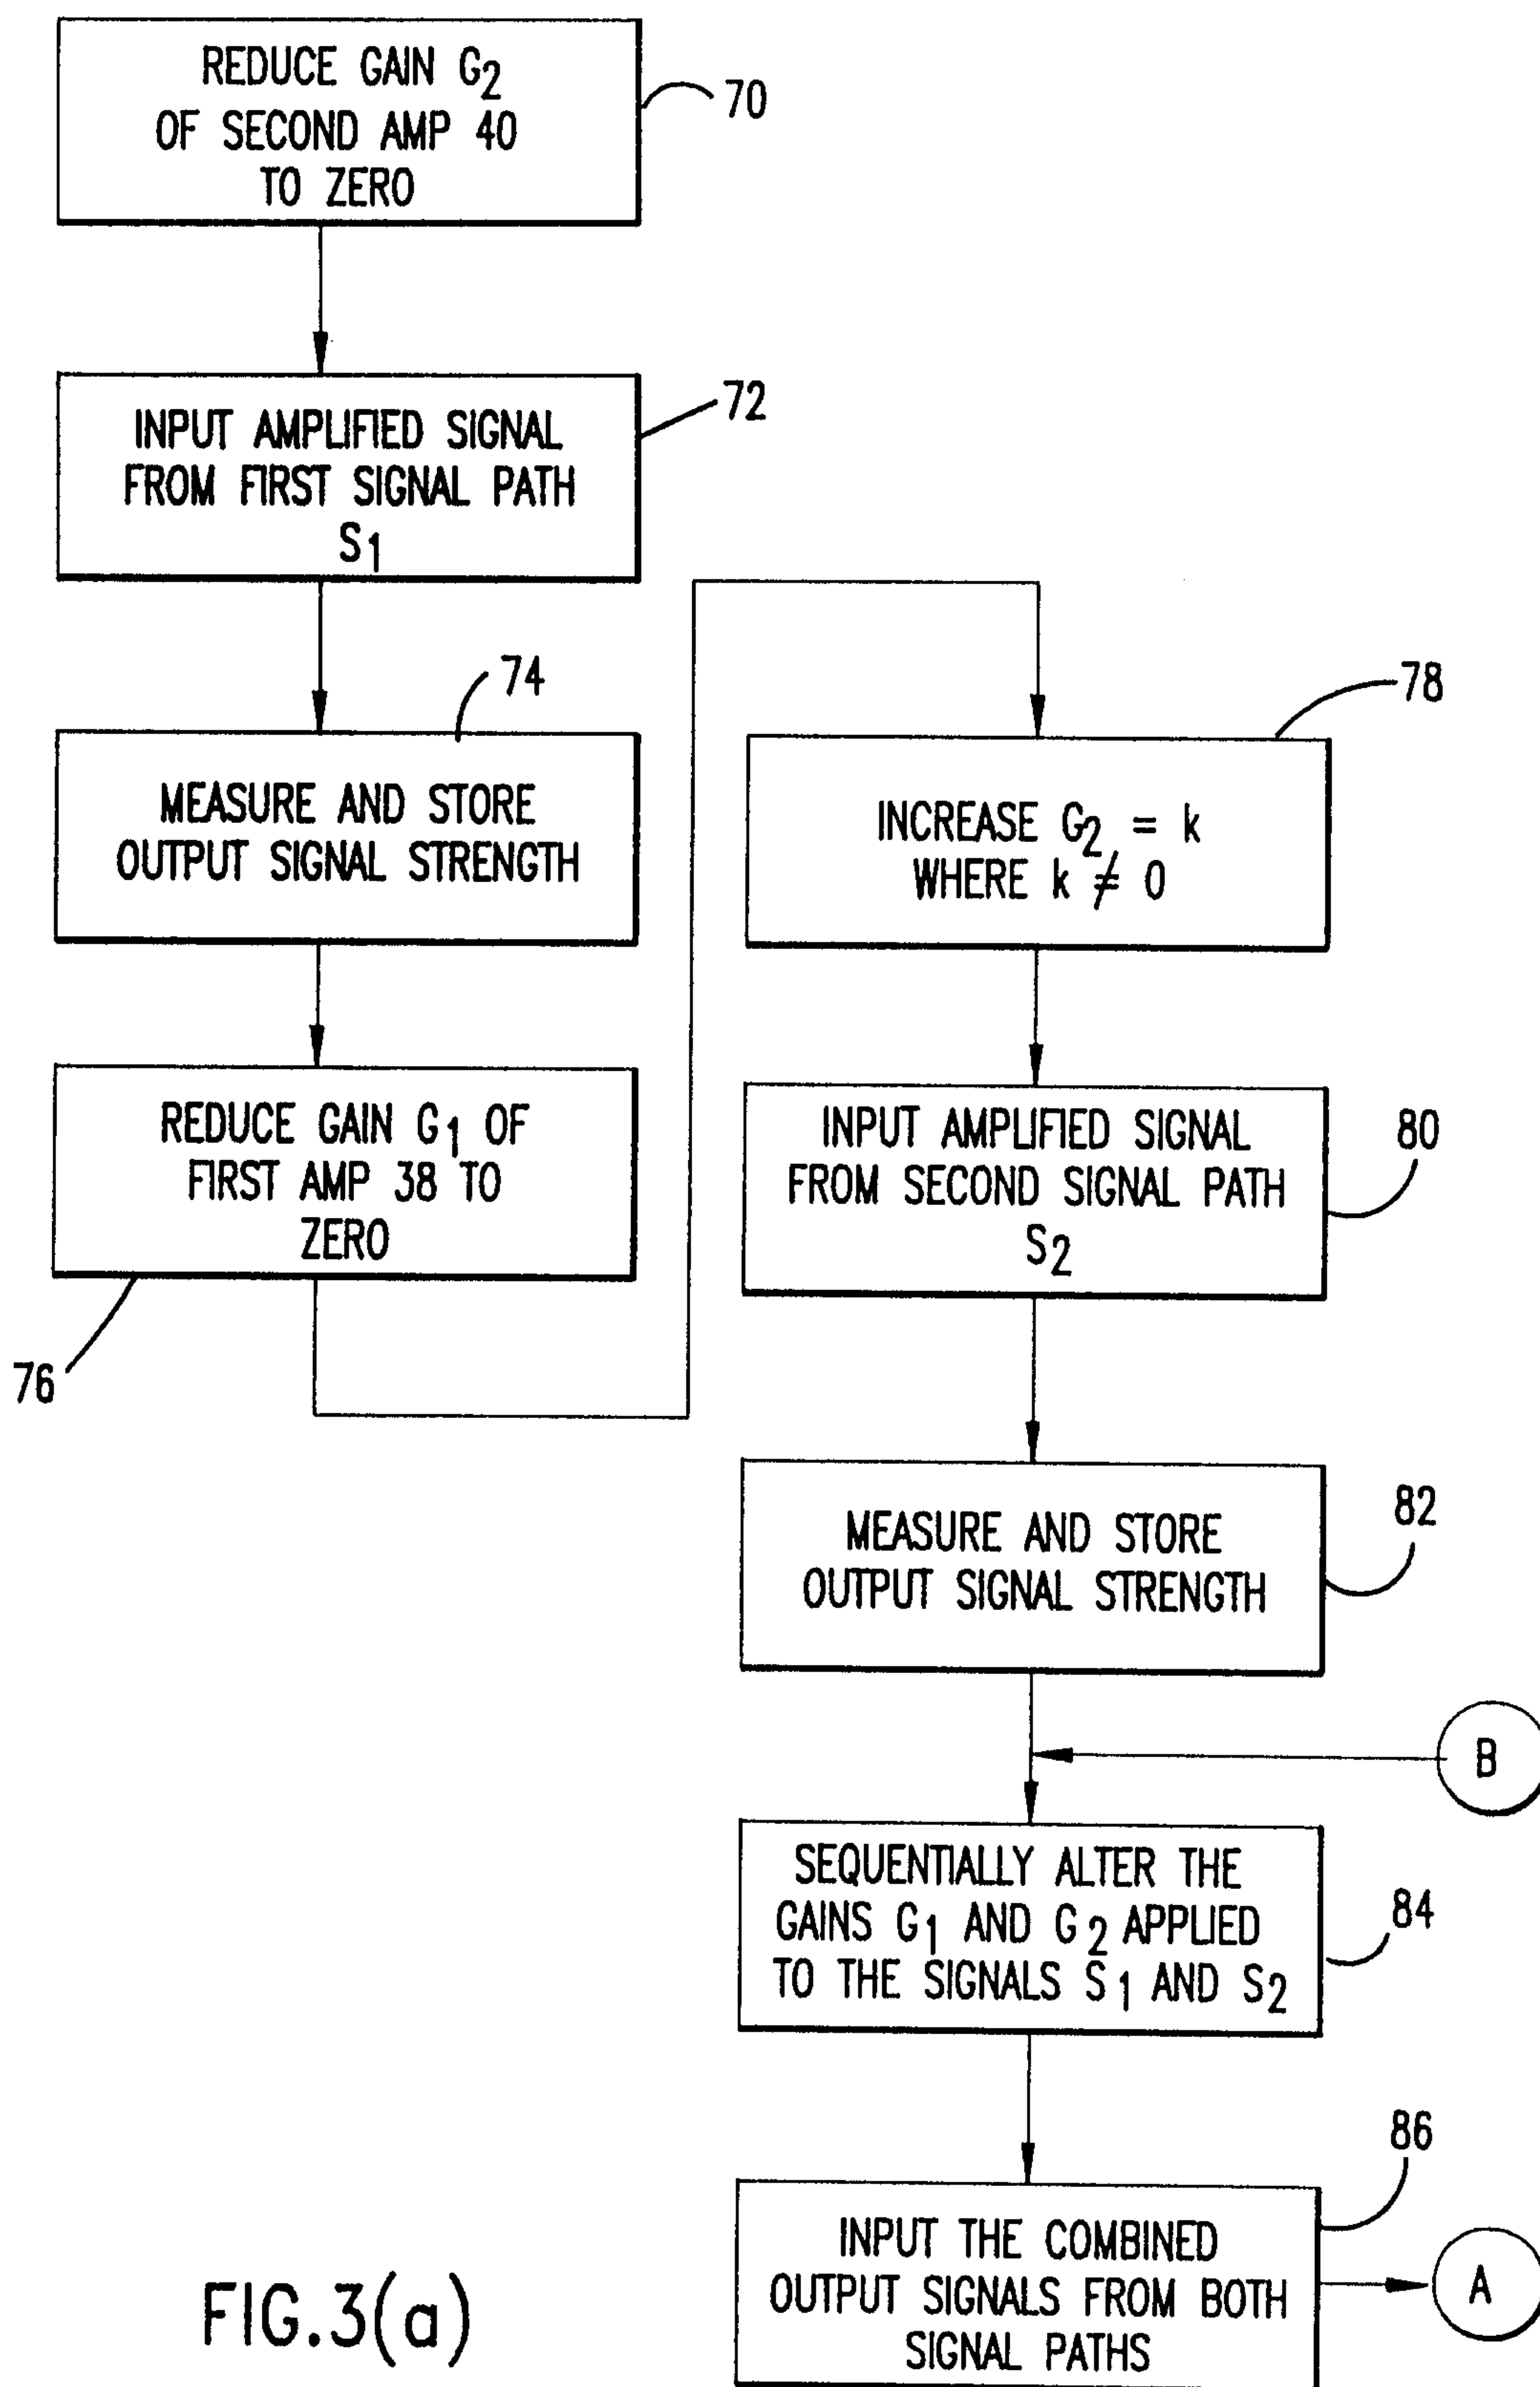 REDUCE GAIN G2
OF SECOND AMP 40
TO ZERO
70
INPUT AMPLIFIED SIGNAL
FROM FIRST SIGNAL PATH
S1
72
74
MEASURE AND STORE
OUTPUT SIGNAL STRENGTH
REDUCE GAIN G1 OF
FIRST AMP 38 TO
ZERO
76
78
INCREASE G2 = k
WHERE k ≠ 0
INPUT AMPLIFIED SIGNAL
FROM SECOND SIGNAL PATH
S2
80
MEASURE AND STORE
OUTPUT SIGNAL STRENGTH
82
B
SEQUENTIALLY ALTER THE
GAINS G1 AND G2 APPLIED
TO THE SIGNALS S1 AND S2
84
86
INPUT THE COMBINED
OUTPUT SIGNALS FROM BOTH
SIGNAL PATHS
A
FIG.3(a)